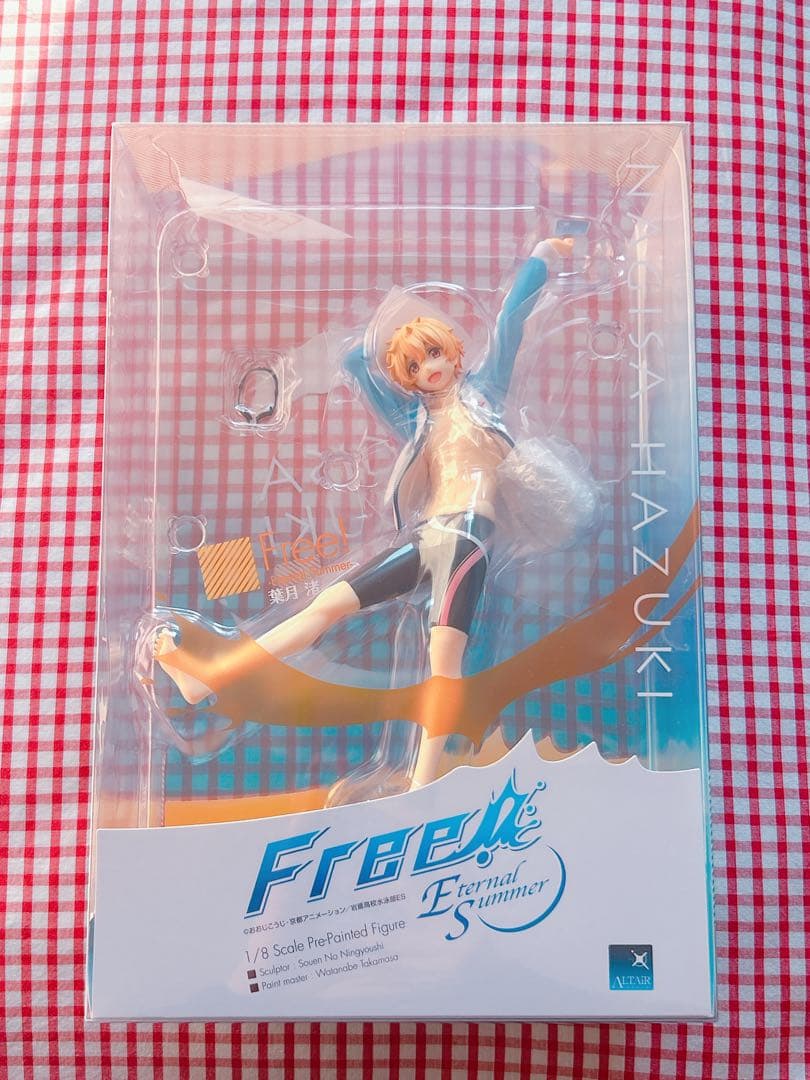 NAGISA HAZUKI
Free!
-Eternal Summer-
葉月 渚
Free!
Eternal
Summer
©おおじこうじ・京都アニメーション/岩鳶高校水泳部ES
1/8 Scale Pre-Painted Figure
Sculptor : Souen No Ningyoushi
Paint master : Watanabe Takamasa
ALTAiR